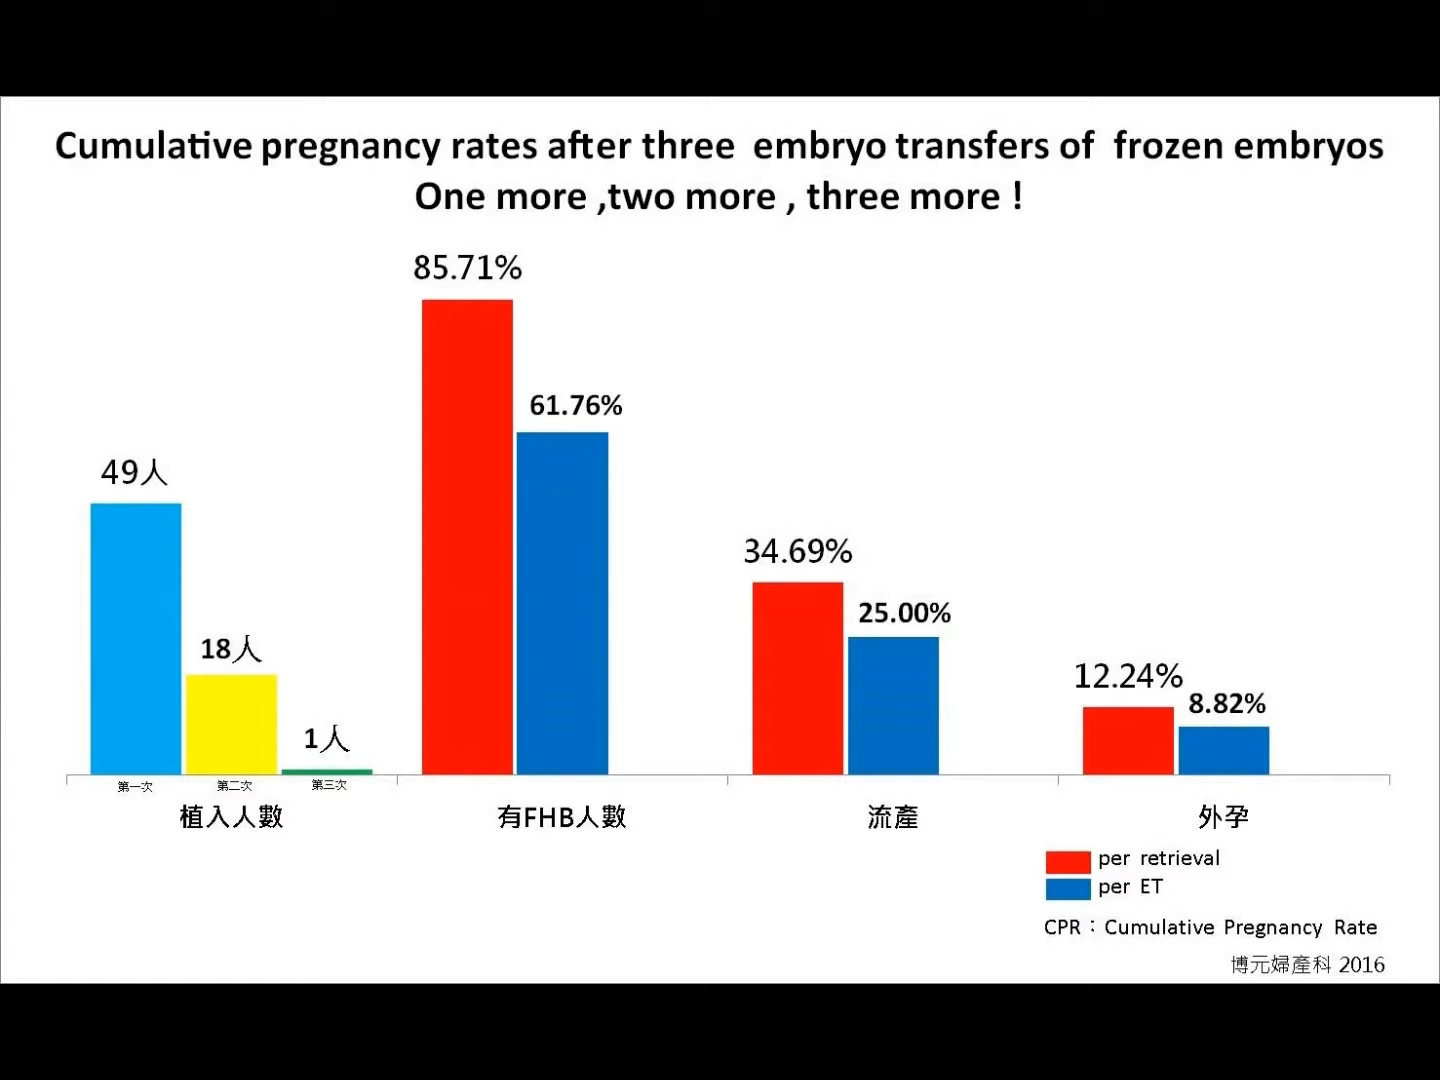 Cumulative pregnancy rates after three embryo transfers of frozen embryos
One more ,two more , three more !
85.71%
61.76%
49人
18人
1人
34.69%
25.00%
12.24%
8.82%
第一次 第二次 第三次
植入人數 有FHB人數 流產 外孕
per retrieval
per ET
CPR：Cumulative Pregnancy Rate
博元婦產科 2016